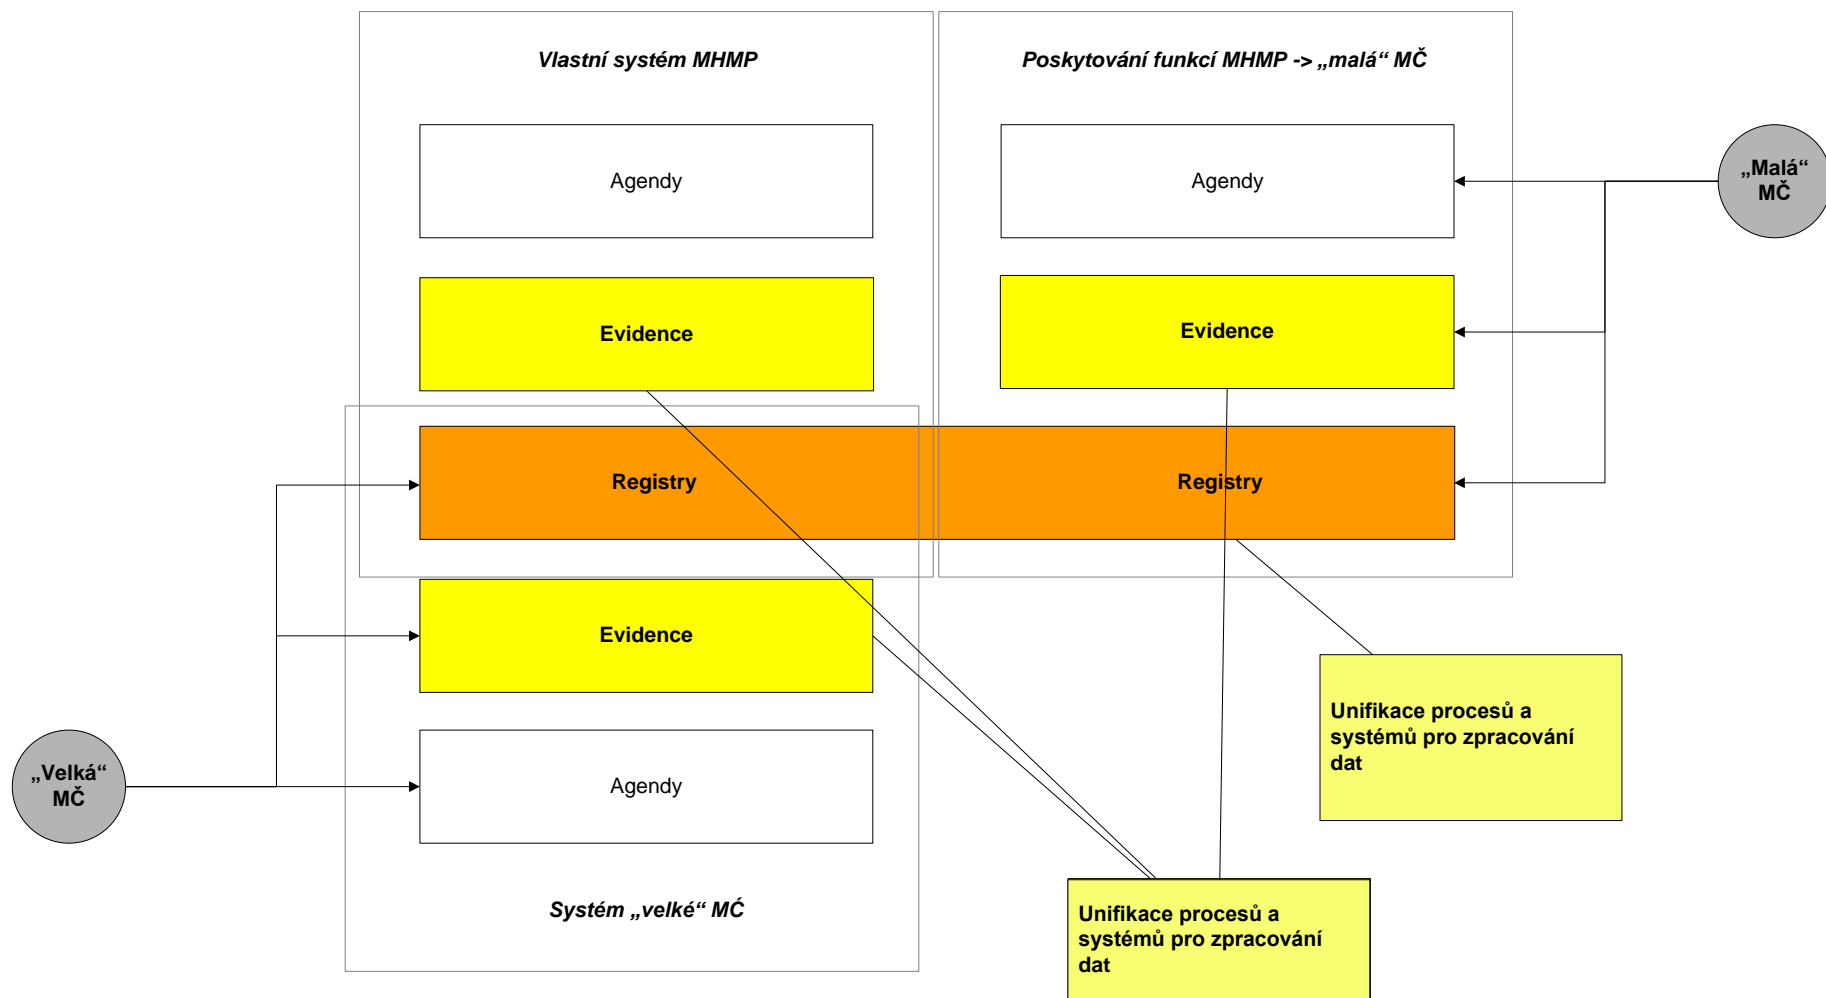 Vlastní systém MHMP
Poskytování funkcí MHMP -> „malá“ MČ
Agendy
Agendy
„Malá“
MČ
Evidence
Evidence
Registry
Registry
Evidence
Unifikace procesů a
systémů pro zpracování
dat
„Velká“
MČ
Agendy
Systém „velké“ MĆ
Unifikace procesů a
systémů pro zpracování
dat